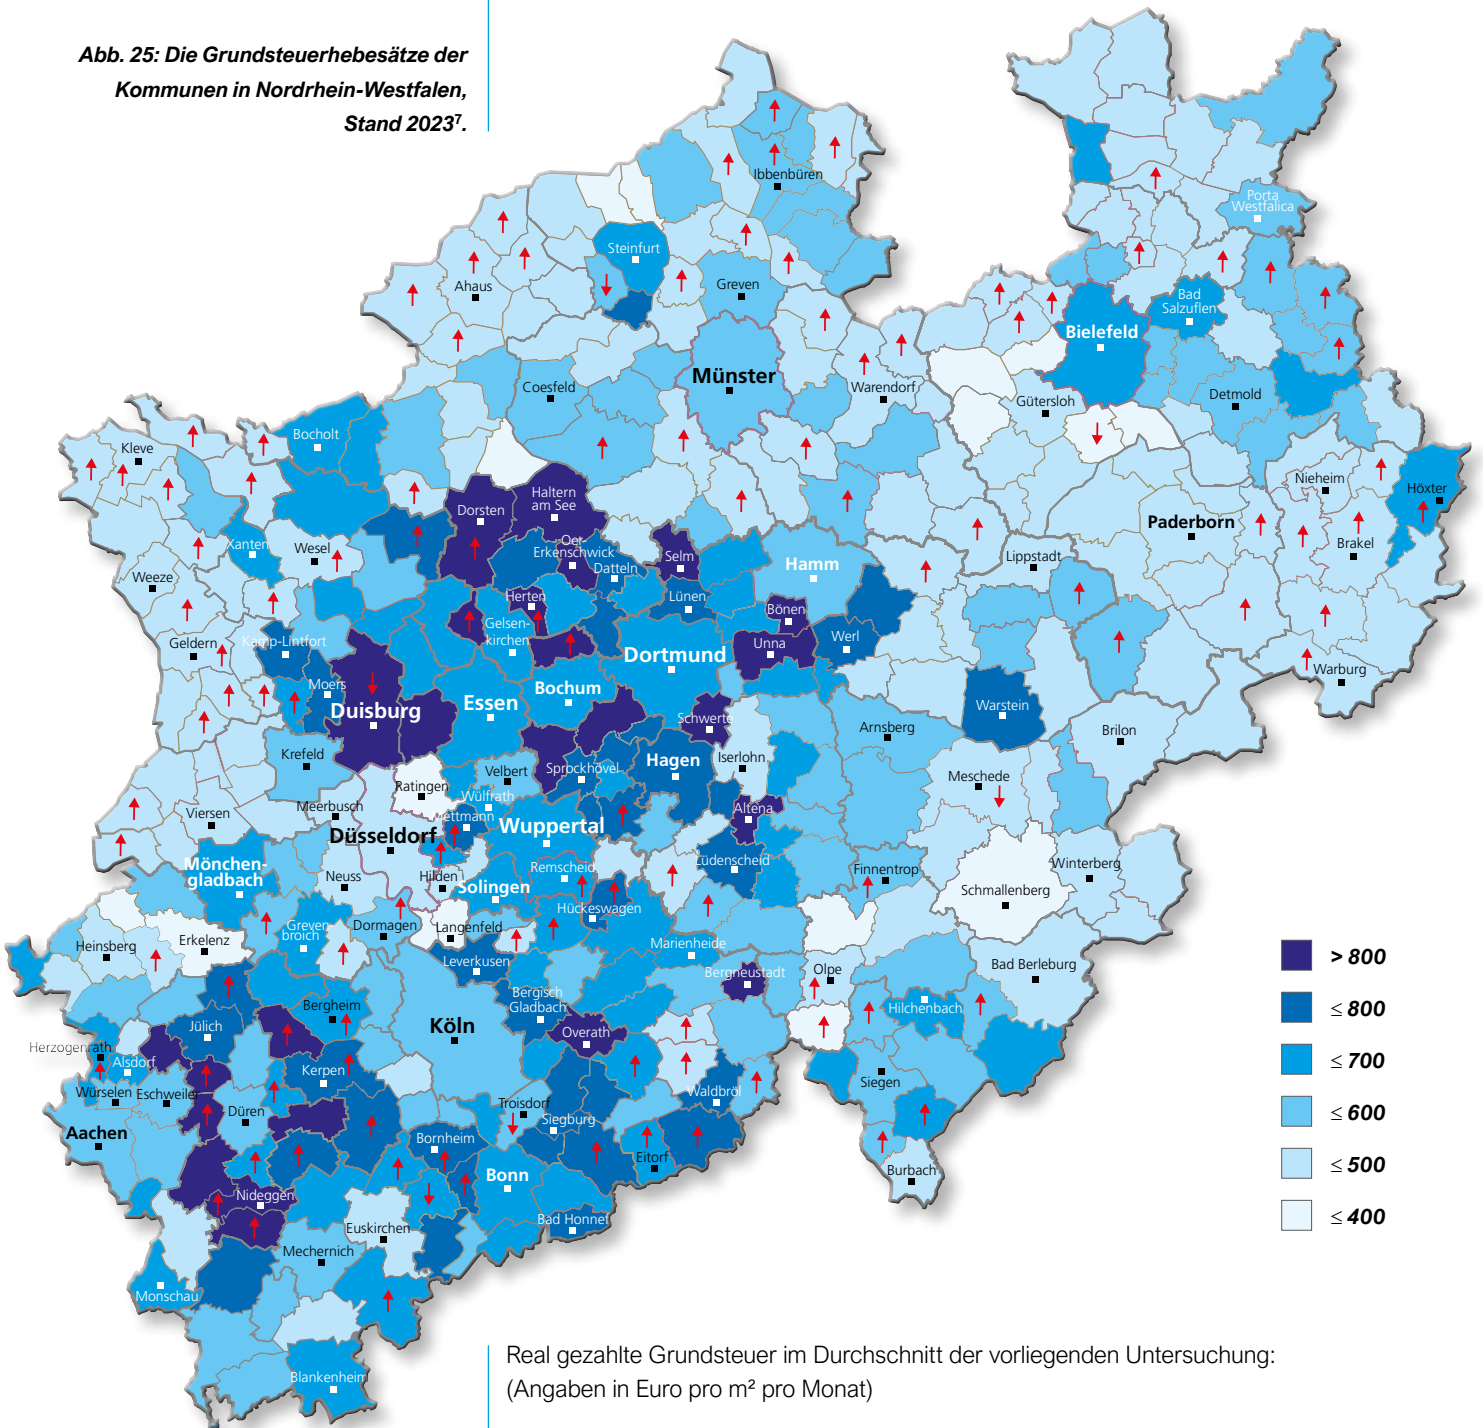 Abb. 25: Die Grundsteuerhebesätze der
Kommunen in Nordrhein-Westfalen,
Stand 2023⁷.
Ibbenbüren
Porta
Westfalica
Steinfurt
Ahaus
Greven
Bad
Salzuflen
Bielefeld
Münster
Coesfeld
Warendorf
Gütersloh
Detmold
Bocholt
Kleve
Nieheim
Höxter
Haltern
am See
Dorsten
Paderborn
Brakel
Xanten
Wesel
Oer-
Erkenschwick
Datteln
Selm
Hamm
Lippstadt
Weeze
Herten
Lünen
Bönen
Gelsen-
kirchen
Geldern
Kamp-Lintfort
Dortmund
Unna
Werl
Warburg
Moers
Duisburg
Essen
Bochum
Schwerte
Warstein
Arnsberg
Brilon
Krefeld
Velbert
Sprockhövel
Hagen
Iserlohn
Meschede
Ratingen
Wülfrath
Meerbusch
Viersen
Mettmann
Altena
Düsseldorf
Wuppertal
Mönchen-
gladbach
Neuss
Hilden
Solingen
Remscheid
Lüdenscheid
Finnentrop
Winterberg
Schmallenberg
Hückeswagen
Greven-
broich
Dormagen
Langenfeld
Heinsberg
Erkelenz
Marienheide
Leverkusen
Bergneustadt
Olpe
Bad Berleburg
Bergheim
Bergisch
Gladbach
Hilchenbach
Jülich
Köln
Overath
Herzogenrath
Alsdorf
Kerpen
Siegen
Würselen
Eschweiler
Düren
Troisdorf
Waldbröl
Aachen
Siegburg
Bornheim
Eitorf
Bonn
Burbach
Nideggen
Euskirchen
Bad Honnef
Mechernich
Monschau
Blankenheim
> 800
≤ 800
≤ 700
≤ 600
≤ 500
≤ 400
Real gezahlte Grundsteuer im Durchschnitt der vorliegenden Untersuchung:
(Angaben in Euro pro m² pro Monat)